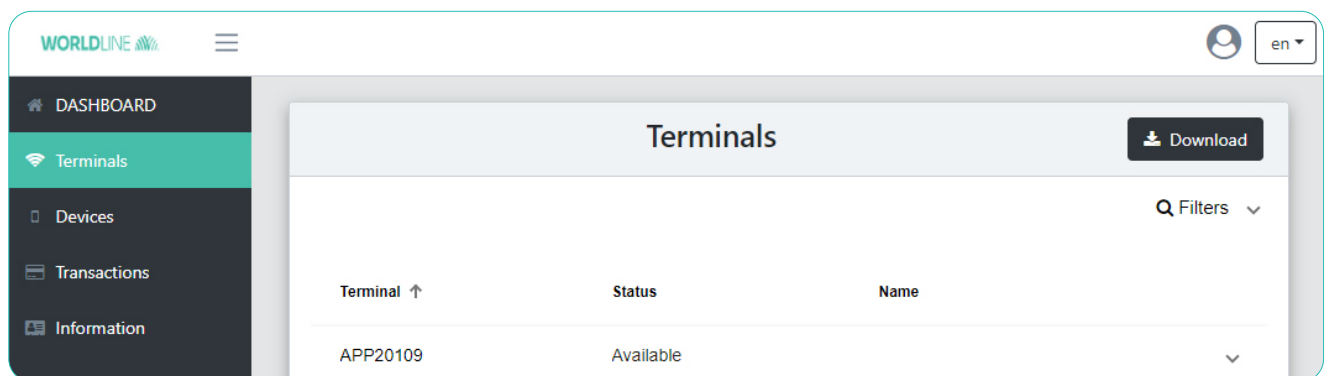 WORLDLINE
en
DASHBOARD
Terminals
Devices
Transactions
Information
Terminals
Download
Filters
Terminal Status Name
APP20109 Available